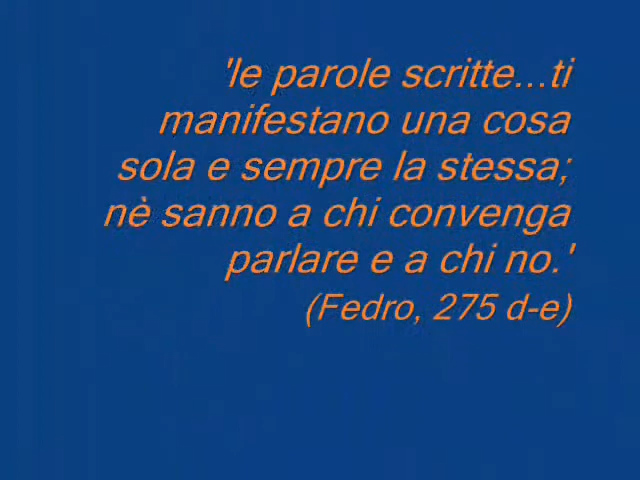 'le parole scritte...ti
manifestano una cosa
sola e sempre la stessa;
nè sanno a chi convenga
parlare e a chi no.'
(Fedro, 275 d-e)